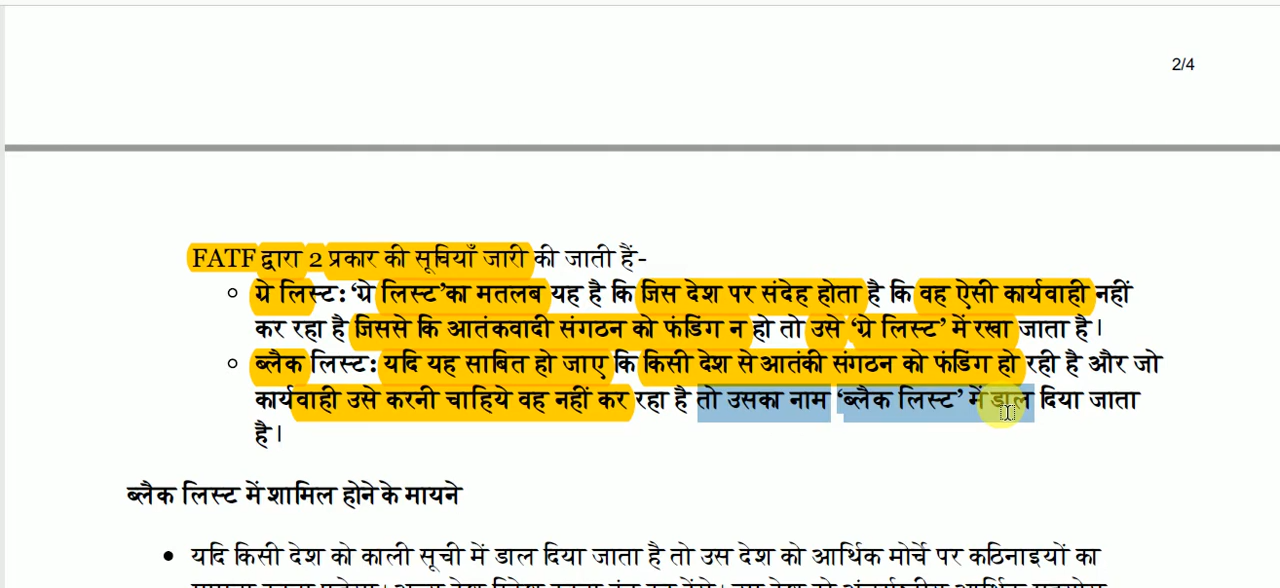 2/4
FATF द्वारा 2 प्रकार की सूचियाँ जारी की जाती हैं-
ग्रे लिस्ट: ‘ग्रे लिस्ट’का मतलब यह है कि जिस देश पर संदेह होता है कि वह ऐसी कार्यवाही नहीं
कर रहा है जिससे कि आतंकवादी संगठन को फंडिंग न हो तो उसे ‘ग्रे लिस्ट’ में रखा जाता है।
ब्लैक लिस्ट: यदि यह साबित हो जाए कि किसी देश से आतंकी संगठन को फंडिंग हो रही है और जो
कार्यवाही उसे करनी चाहिये वह नहीं कर रहा है तो उसका नाम ‘ब्लैक लिस्ट’ में डाल दिया जाता
है।
ब्लैक लिस्ट में शामिल होने के मायने
यदि किसी देश को काली सूची में डाल दिया जाता है तो उस देश को आर्थिक मोर्चे पर कठिनाइयों का